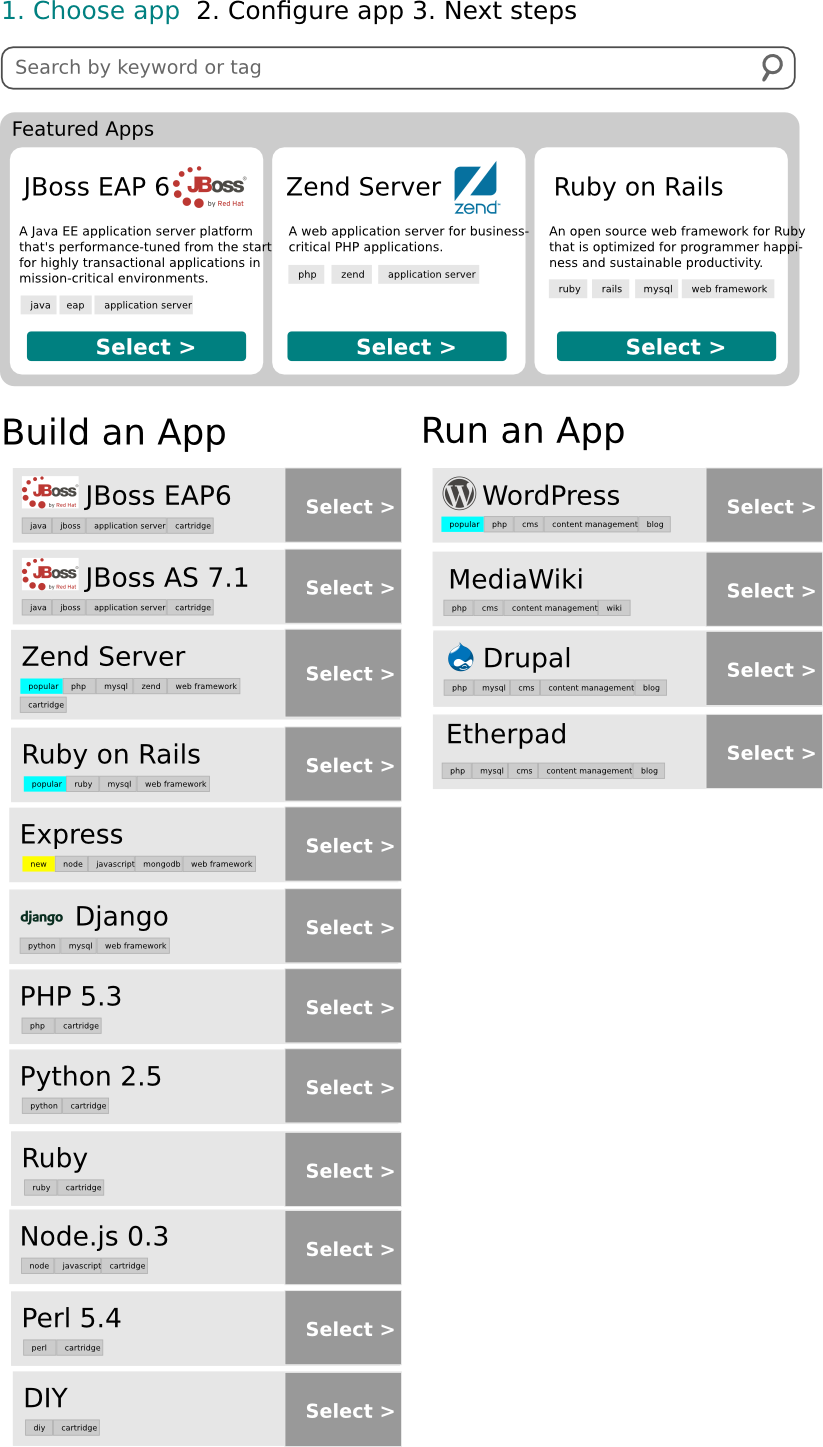 1. Choose app 2. Configure app 3. Next steps
Search by keyword or tag
Featured Apps
JBoss EAP 6 JBoss by Red Hat
A Java EE application server platform
that's performance-tuned from the start
for highly transactional applications in
mission-critical environments.
java eap application server
Select >
Zend Server zend
A web application server for business-
critical PHP applications.
php zend application server
Select >
Ruby on Rails
An open source web framework for Ruby
that is optimized for programmer happi-
ness and sustainable productivity.
ruby rails mysql web framework
Select >
Build an App
JBoss by Red Hat JBoss EAP6
java jboss application server cartridge
Select >
JBoss by Red Hat JBoss AS 7.1
java jboss application server cartridge
Select >
Zend Server
popular php mysql zend web framework
cartridge
Select >
Ruby on Rails
popular ruby mysql web framework
Select >
Express
new node javascript mongodb web framework
Select >
django Django
python mysql web framework
Select >
PHP 5.3
php cartridge
Select >
Python 2.5
python cartridge
Select >
Ruby
ruby cartridge
Select >
Node.js 0.3
node javascript cartridge
Select >
Perl 5.4
perl cartridge
Select >
DIY
diy cartridge
Select >
Run an App
WordPress
popular php cms content management blog
Select >
MediaWiki
php cms content management wiki
Select >
Drupal
php mysql cms content management blog
Select >
Etherpad
php mysql cms content management blog
Select >